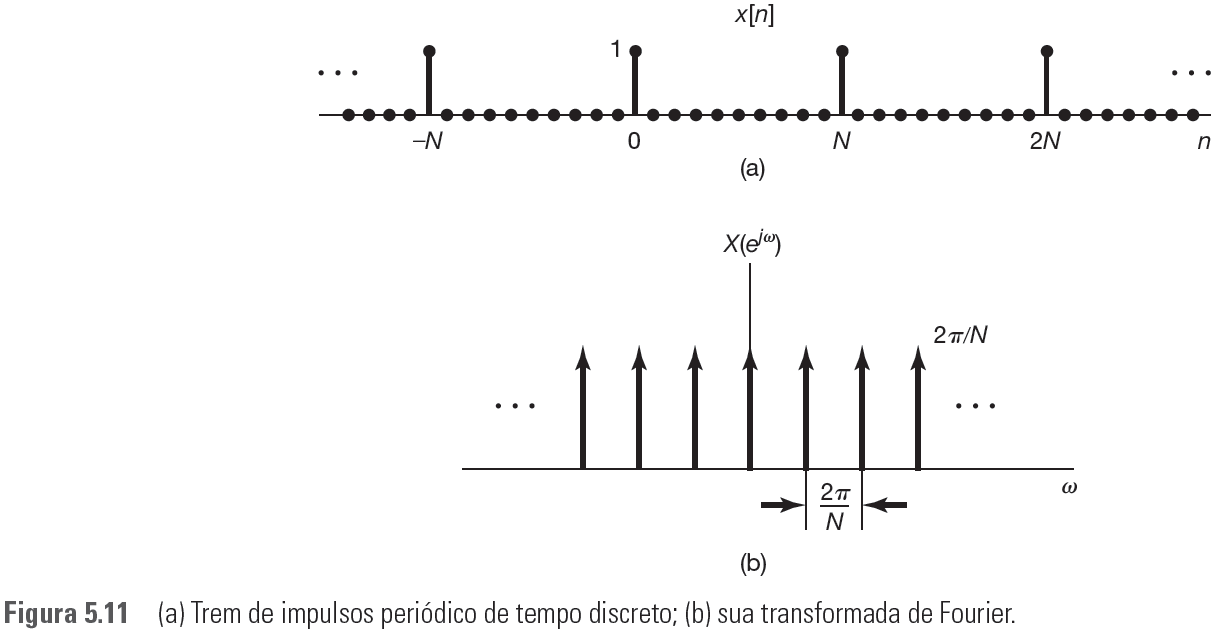 x[n]
1
... ...
–N 0 N 2N n
(a)
X(e^{jω})
2π/N
... ...
2π
N
ω
(b)
Figura 5.11 (a) Trem de impulsos periódico de tempo discreto; (b) sua transformada de Fourier.